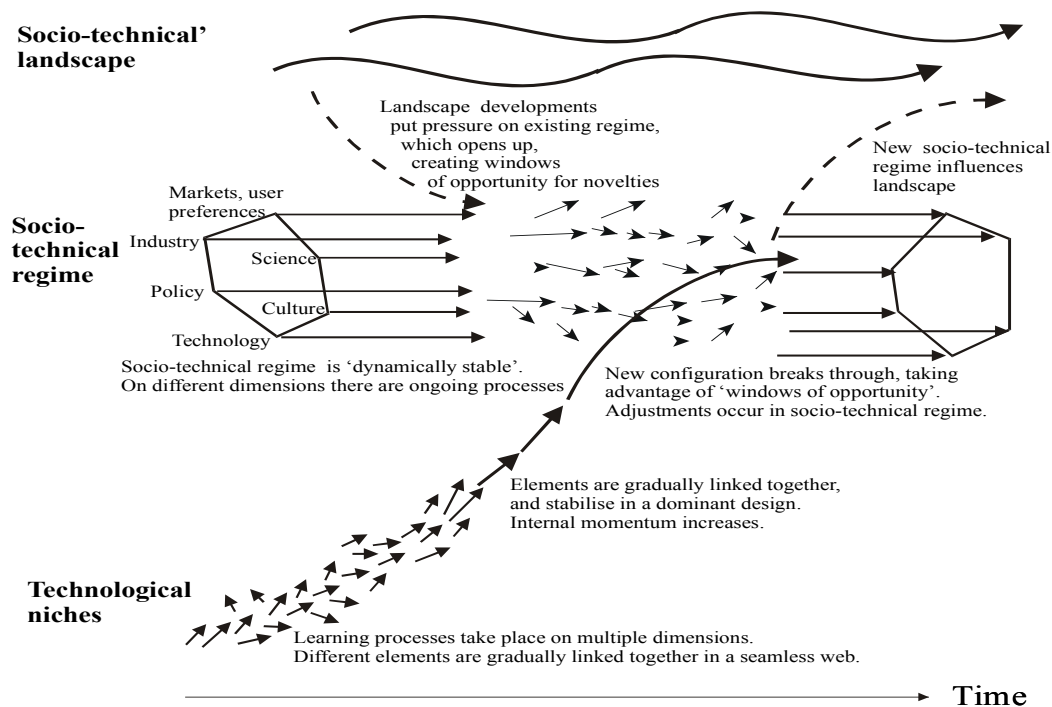 Socio-technical’
landscape
Landscape developments
put pressure on existing regime,
which opens up,
creating windows
of opportunity for novelties
New socio-technical
regime influences
landscape
Markets, user
preferences
Socio-
technical
regime
Industry
Science
Policy
Culture
Technology
Socio-technical regime is ‘dynamically stable’.
On different dimensions there are ongoing processes
New configuration breaks through, taking
advantage of ‘windows of opportunity’.
Adjustments occur in socio-technical regime.
Elements are gradually linked together,
and stabilise in a dominant design.
Internal momentum increases.
Technological
niches
Learning processes take place on multiple dimensions.
Different elements are gradually linked together in a seamless web.
Time